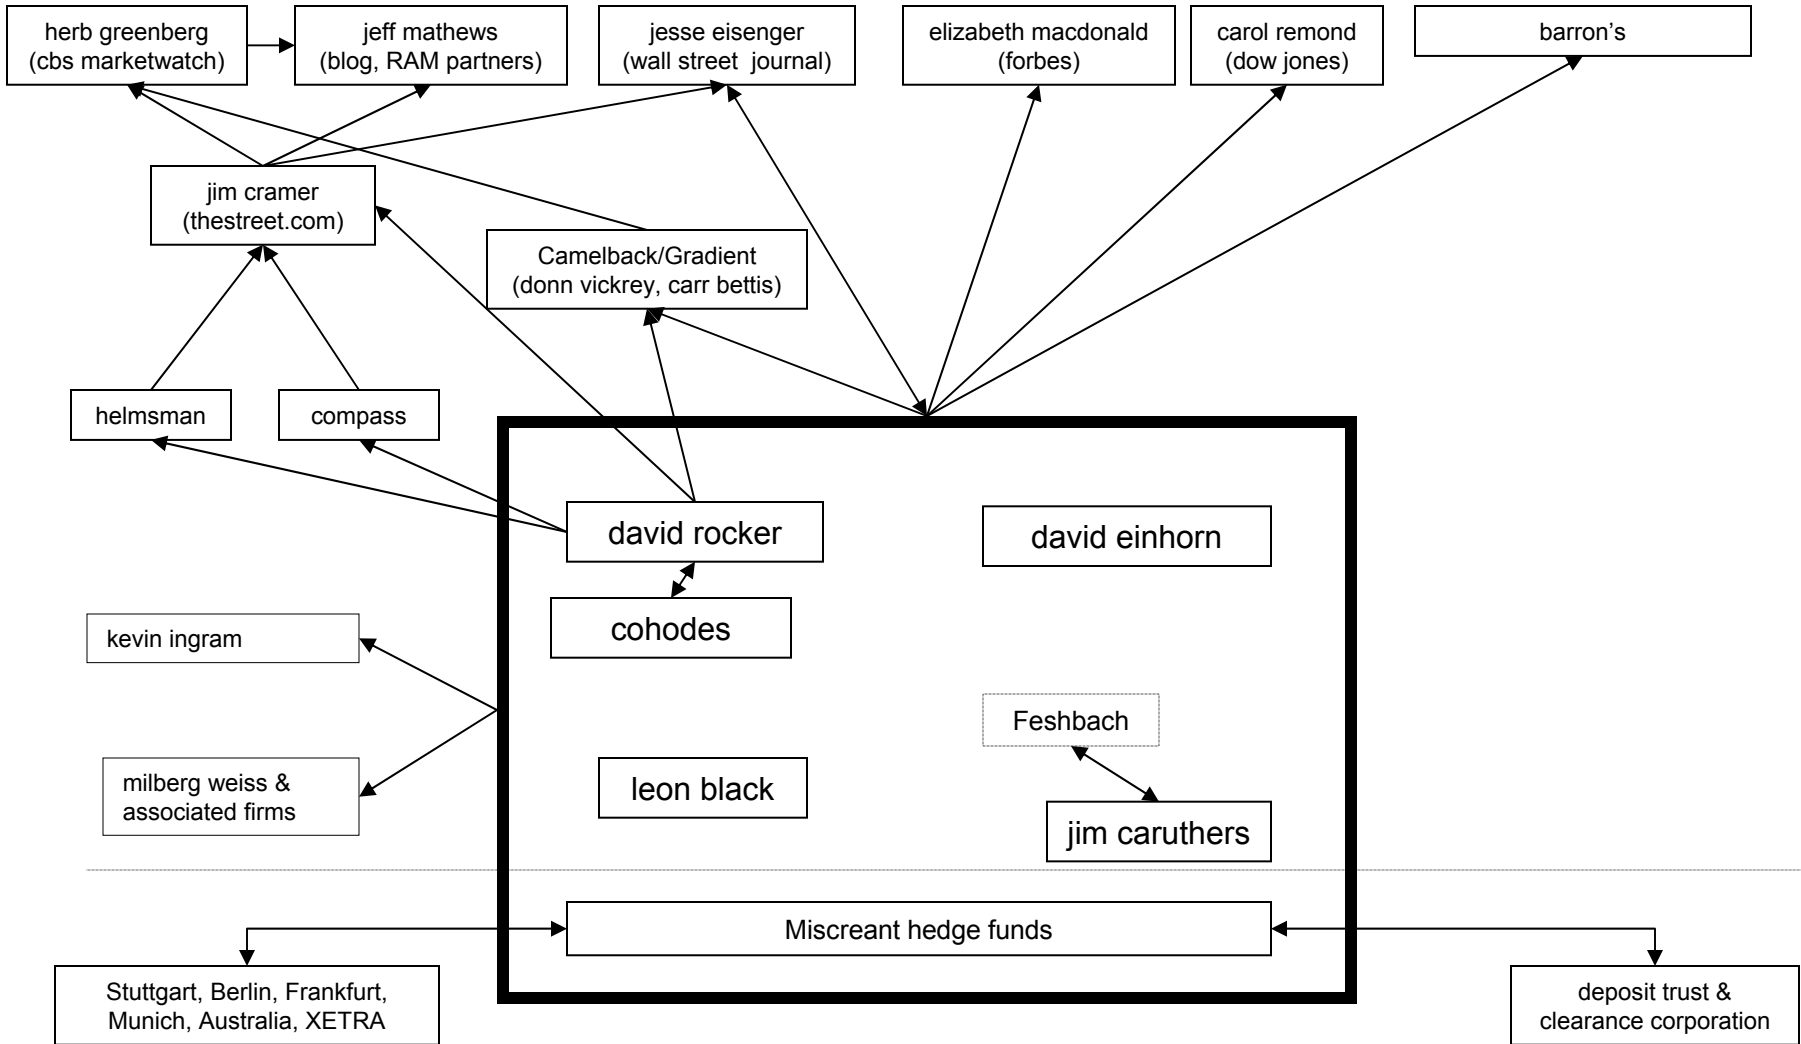 herb greenberg
(cbs marketwatch)
jeff mathews
(blog, RAM partners)
jesse eisenger
(wall street journal)
elizabeth macdonald
(forbes)
carol remond
(dow jones)
barron's
jim cramer
(thestreet.com)
Camelback/Gradient
(donn vickrey, carr bettis)
helmsman
compass
david rocker
david einhorn
cohodes
kevin ingram
Feshbach
milberg weiss &
associated firms
leon black
jim caruthers
Miscreant hedge funds
Stuttgart, Berlin, Frankfurt,
Munich, Australia, XETRA
deposit trust &
clearance corporation